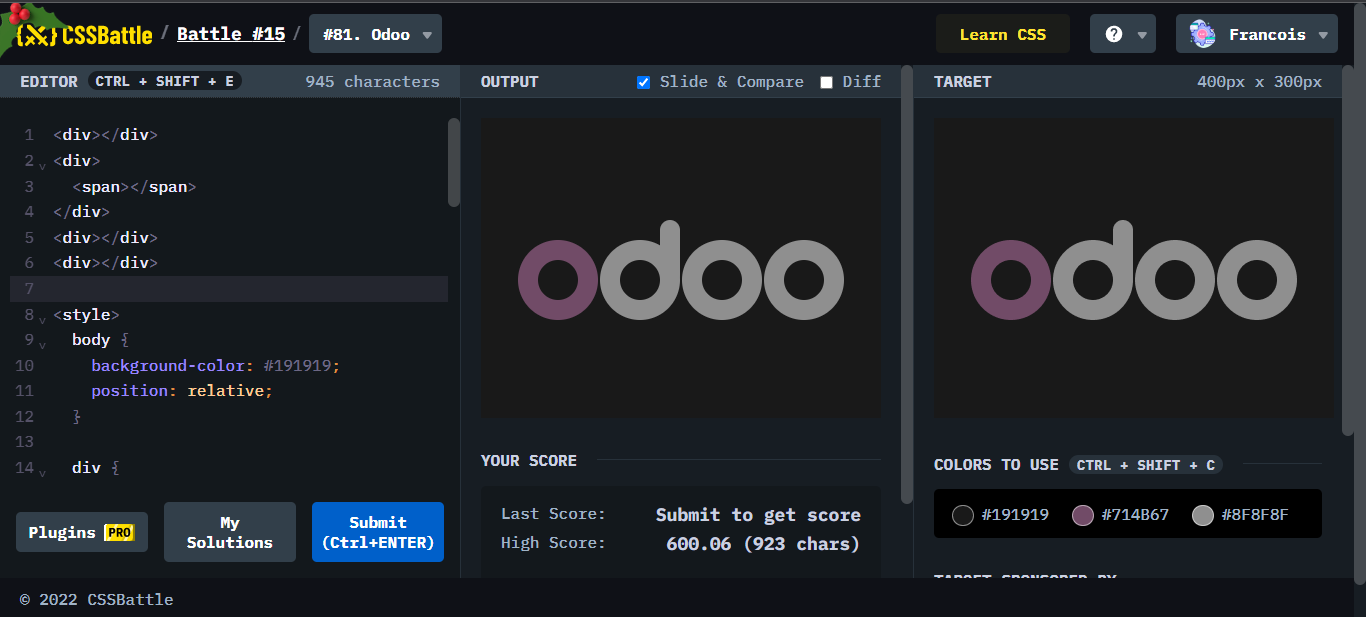 {X} CSSBattle / Battle #15 / #81. Odoo
Learn CSS
?
Francois
EDITOR CTRL + SHIFT + E 945 characters
1 <div></div>
2 <div>
3 <span></span>
4 </div>
5 <div></div>
6 <div></div>
7
8 <style>
9 body {
10 background-color: #191919;
11 position: relative;
12 }
13
14 div {
Plugins PRO
My
Solutions
Submit
(Ctrl+ENTER)
OUTPUT Slide & Compare Diff
odoo
YOUR SCORE
Last Score: Submit to get score
High Score: 600.06 (923 chars)
TARGET 400px x 300px
odoo
COLORS TO USE CTRL + SHIFT + C
#191919 #714B67 #8F8F8F
TARGET SPONSORED BY
© 2022 CSSBattle